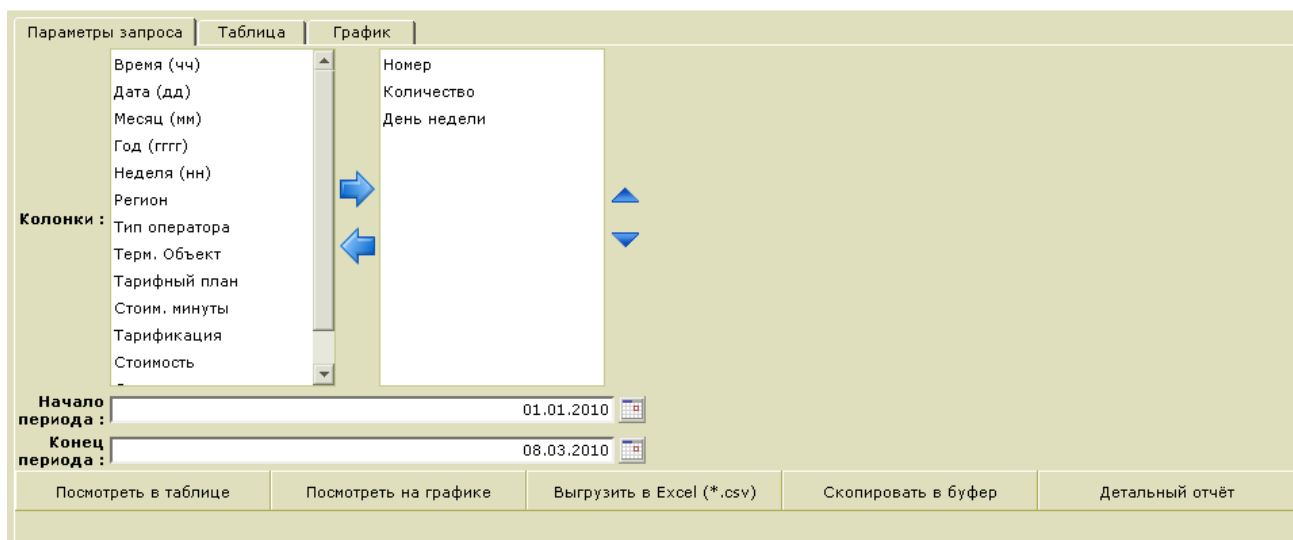 Параметры запроса
Таблица
График
Колонки :
Время (чч)
Дата (дд)
Месяц (мм)
Год (гггг)
Неделя (нн)
Регион
Тип оператора
Терм. Объект
Тарифный план
Стоим. минуты
Тарификация
Стоимость
Номер
Количество
День недели
Начало
периода :
01.01.2010
Конец
периода :
08.03.2010
Посмотреть в таблице
Посмотреть на графике
Выгрузить в Excel (*.csv)
Скопировать в буфер
Детальный отчёт